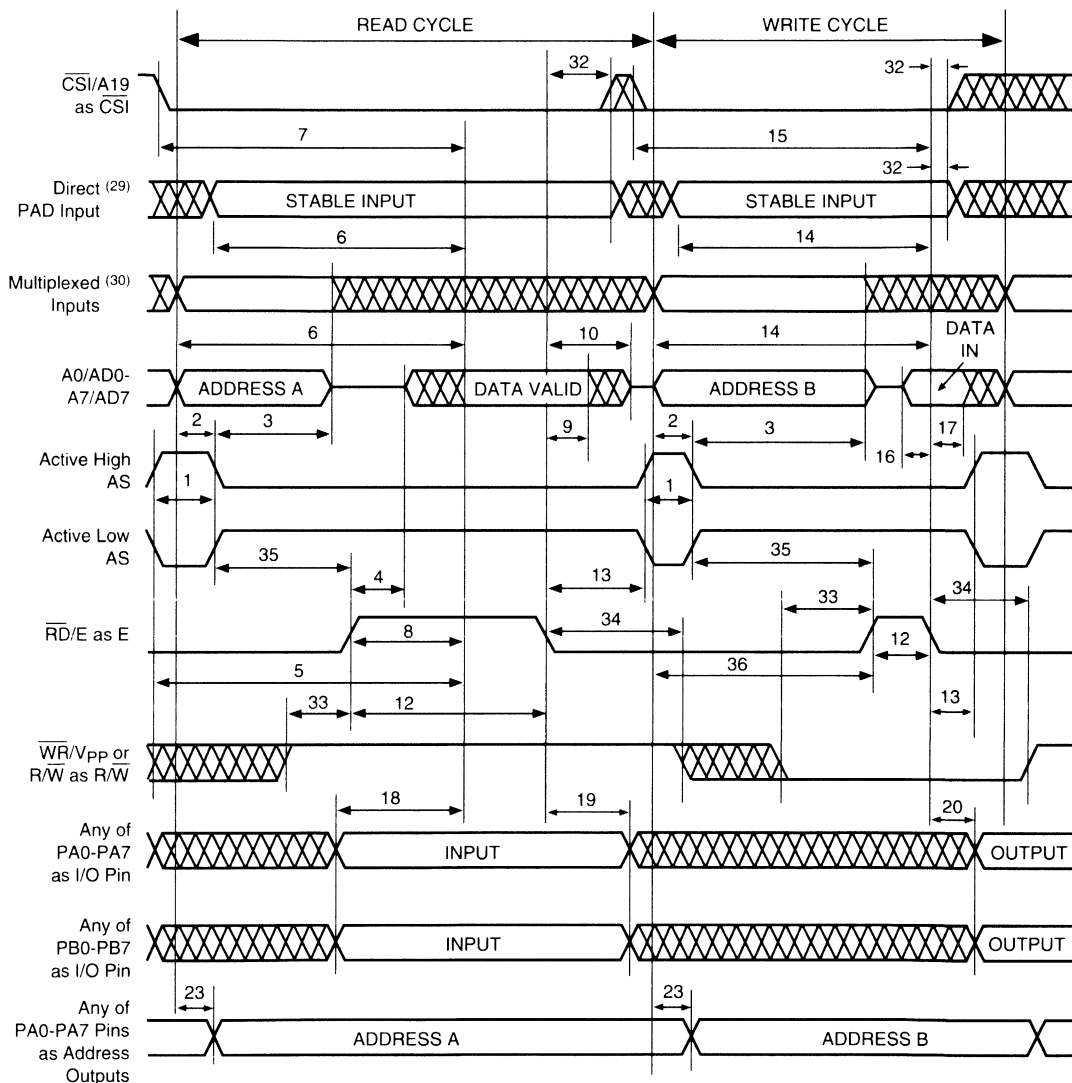 READ CYCLE
WRITE CYCLE
32
32
C̅S̅I̅/A19
as C̅S̅I̅
7
15
32
Direct (29)
PAD Input
STABLE INPUT
STABLE INPUT
6
14
Multiplexed (30)
Inputs
6
10
14
DATA
IN
A0/AD0-
A7/AD7
ADDRESS A
DATA VALID
ADDRESS B
2
3
9
2
3
16
17
Active High
AS
1
1
Active Low
AS
35
4
13
35
34
33
R̅D̅/E as E
8
34
12
5
36
33
12
13
W̅R̅/VPP or
R/W̅ as R/W̅
18
19
20
Any of
PA0-PA7
as I/O Pin
INPUT
OUTPUT
Any of
PB0-PB7
as I/O Pin
INPUT
OUTPUT
23
23
Any of
PA0-PA7 Pins
as Address
Outputs
ADDRESS A
ADDRESS B